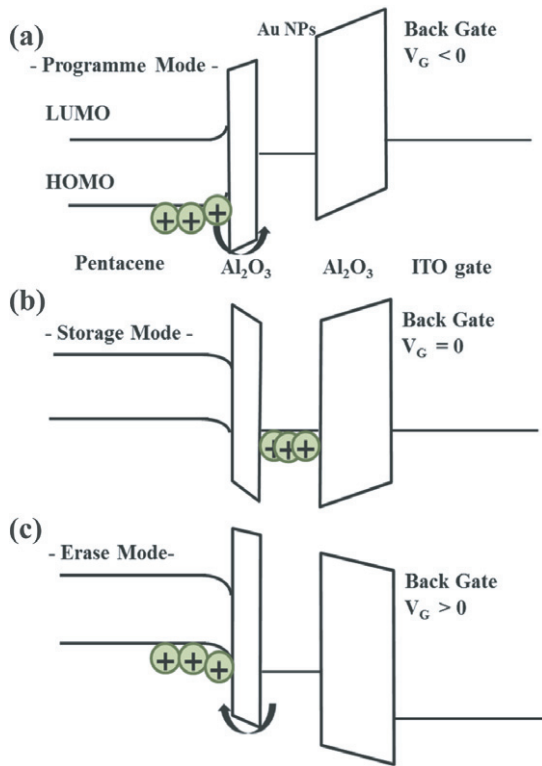 (a)
Au NPs
Back Gate
V_G < 0
- Programme Mode -
LUMO
HOMO
+ + +
Pentacene
Al₂O₃
Al₂O₃
ITO gate
(b)
- Storage Mode -
Back Gate
V_G = 0
+ + +
(c)
- Erase Mode-
Back Gate
V_G > 0
+ + +